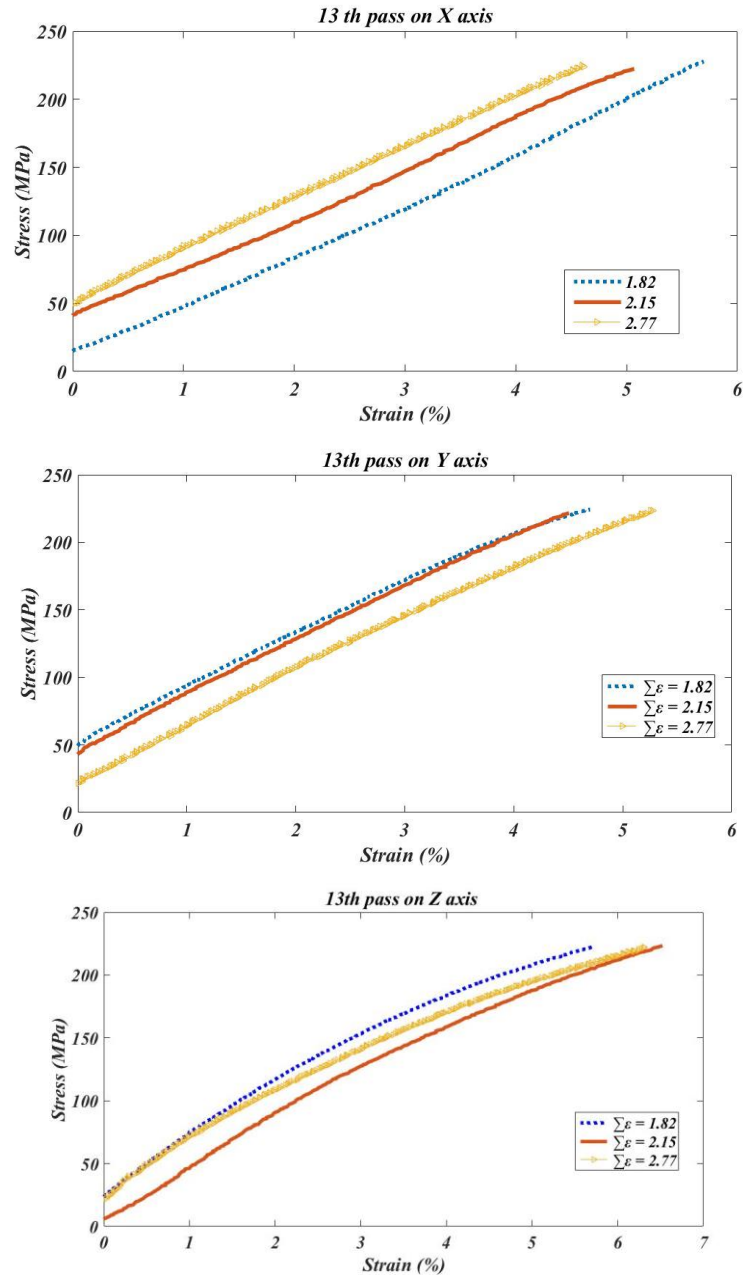 13 th pass on X axis
250
200
150
100
50
0
Stress (MPa)
1.82
2.15
2.77
0 1 2 3 4 5 6
Strain (%)
13th pass on Y axis
250
200
150
100
50
0
Stress (MPa)
∑ε = 1.82
∑ε = 2.15
∑ε = 2.77
0 1 2 3 4 5 6
Strain (%)
13th pass on Z axis
250
200
150
100
50
0
Stress (MPa)
∑ε = 1.82
∑ε = 2.15
∑ε = 2.77
0 1 2 3 4 5 6 7
Strain (%)